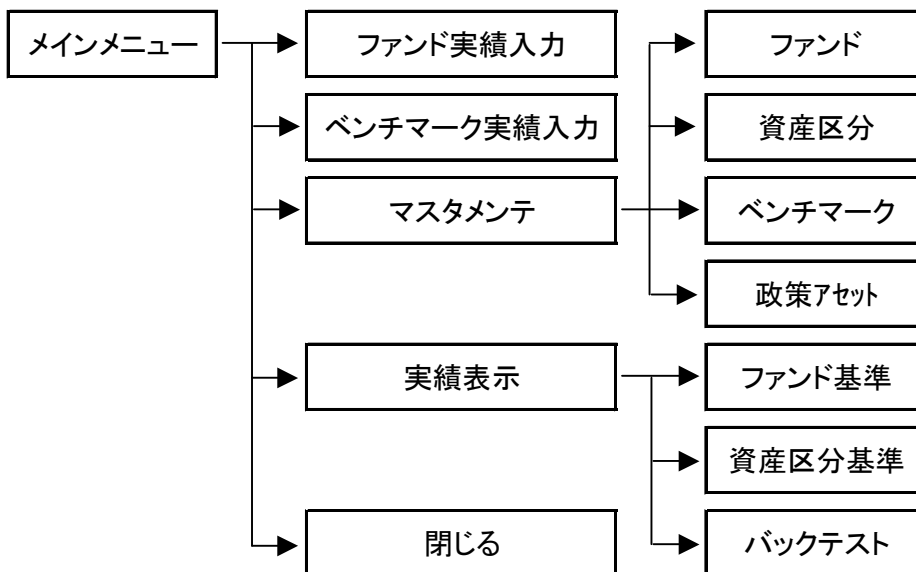 メインメニュー
ファンド実績入力
ファンド
ベンチマーク実績入力
資産区分
マスタメンテ
ベンチマーク
政策アセット
実績表示
ファンド基準
資産区分基準
閉じる
バックテスト